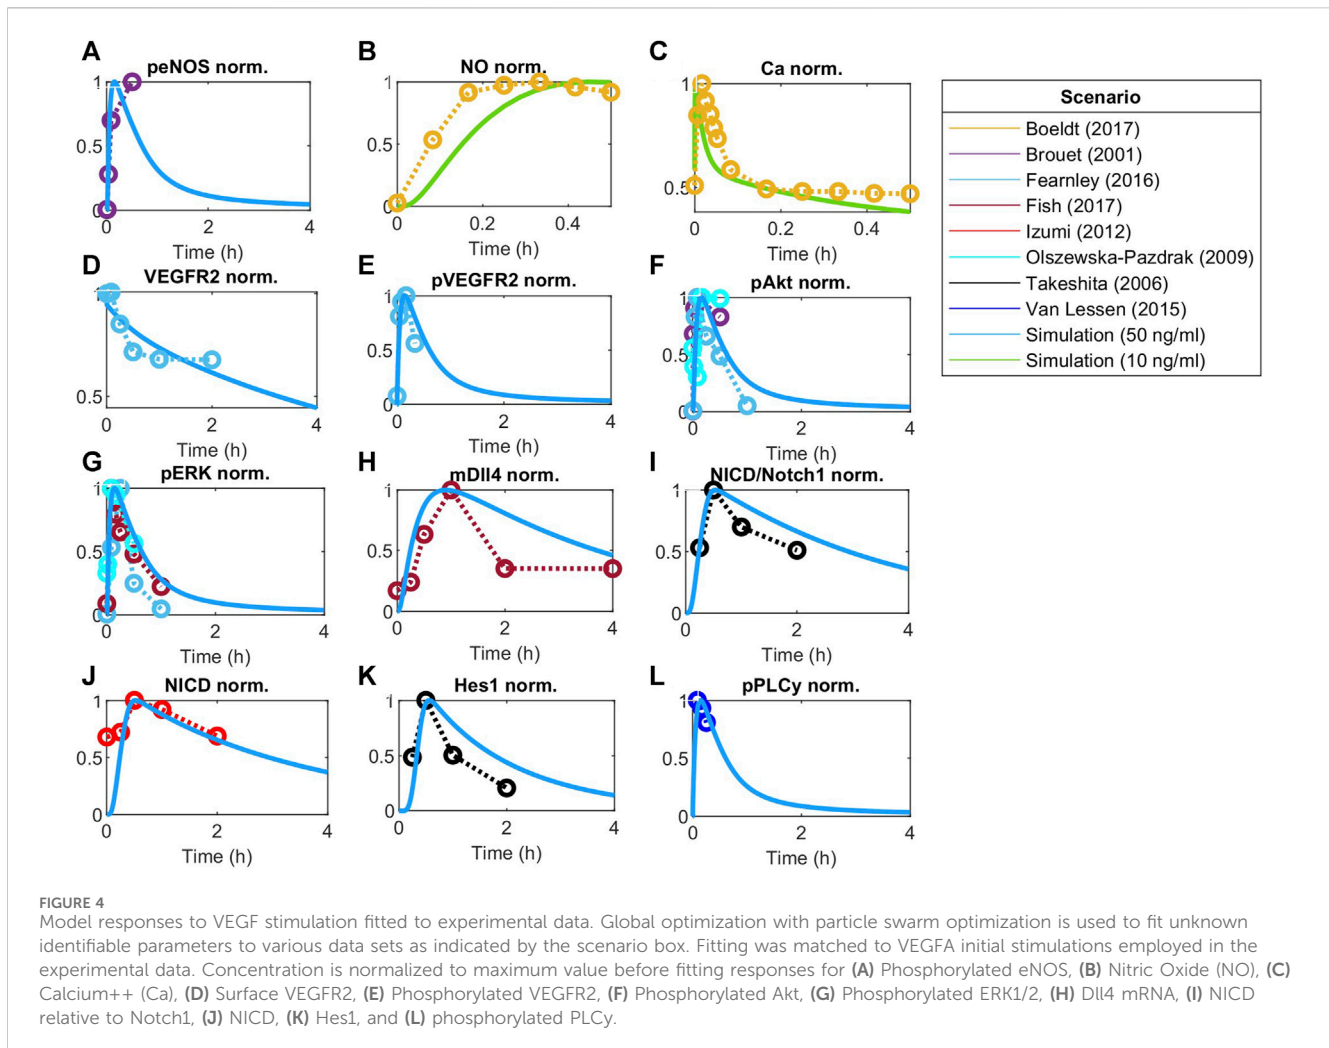 A
peNOS norm.
1
0.5
0
0 2 4
Time (h)
B
NO norm.
1
0.5
0
0 0.2 0.4
Time (h)
C
Ca norm.
1
0.5
0 0.2 0.4
Time (h)
Scenario
Boeldt (2017)
Brouet (2001)
Fearnley (2016)
Fish (2017)
Izumi (2012)
Olszewska-Pazdrak (2009)
Takeshita (2006)
Van Lessen (2015)
Simulation (50 ng/ml)
Simulation (10 ng/ml)
D
VEGFR2 norm.
1
0.5
0 2 4
Time (h)
E
pVEGFR2 norm.
1
0.5
0
0 2 4
Time (h)
F
pAkt norm.
1
0.5
0
0 2 4
Time (h)
G
pERK norm.
1
0.5
0
0 2 4
Time (h)
H
mDll4 norm.
1
0.5
0
0 2 4
Time (h)
I
NICD/Notch1 norm.
1
0.5
0
0 2 4
Time (h)
J
NICD norm.
1
0.5
0
0 2 4
Time (h)
K
Hes1 norm.
1
0.5
0
0 2 4
Time (h)
L
pPLCy norm.
1
0.5
0
0 2 4
Time (h)
FIGURE 4
Model responses to VEGF stimulation fitted to experimental data. Global optimization with particle swarm optimization is used to fit unknown
identifiable parameters to various data sets as indicated by the scenario box. Fitting was matched to VEGFA initial stimulations employed in the
experimental data. Concentration is normalized to maximum value before fitting responses for (A) Phosphorylated eNOS, (B) Nitric Oxide (NO), (C)
Calcium++ (Ca), (D) Surface VEGFR2, (E) Phosphorylated VEGFR2, (F) Phosphorylated Akt, (G) Phosphorylated ERK1/2, (H) Dll4 mRNA, (I) NICD
relative to Notch1, (J) NICD, (K) Hes1, and (L) phosphorylated PLCy.